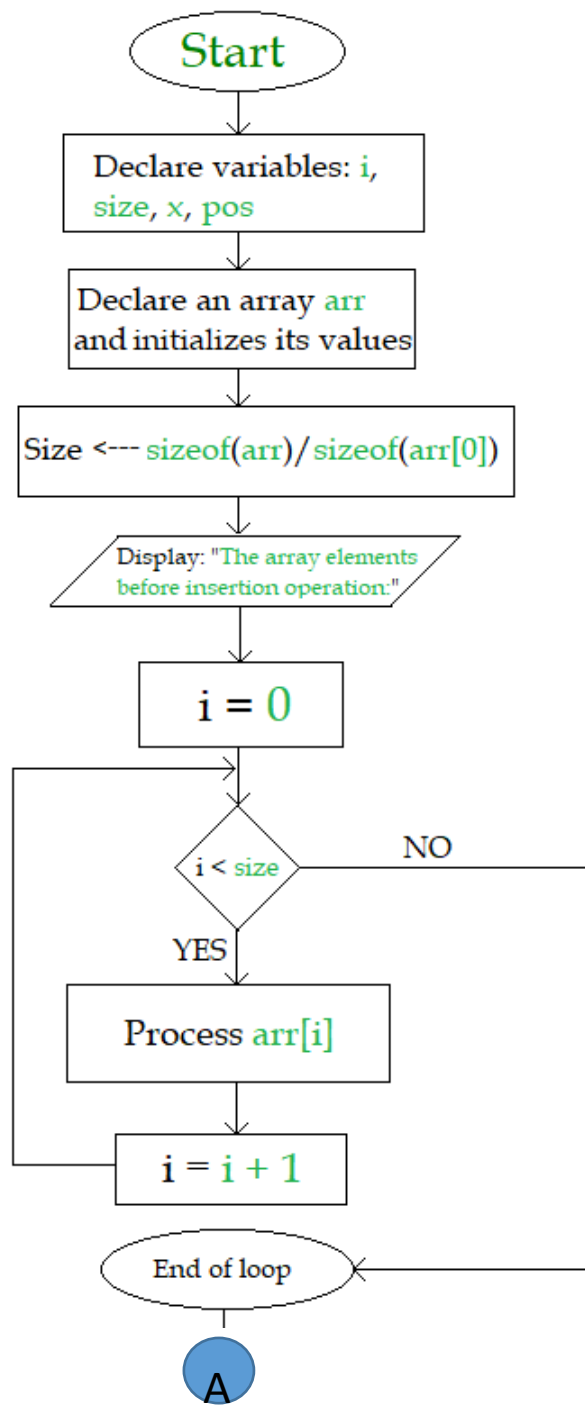 Start
Declare variables: i,
size, x, pos
Declare an array arr
and initializes its values
Size <--- sizeof(arr)/sizeof(arr[0])
Display: "The array elements
before insertion operation:"
i = 0
i < size
NO
YES
Process arr[i]
i = i + 1
End of loop
A